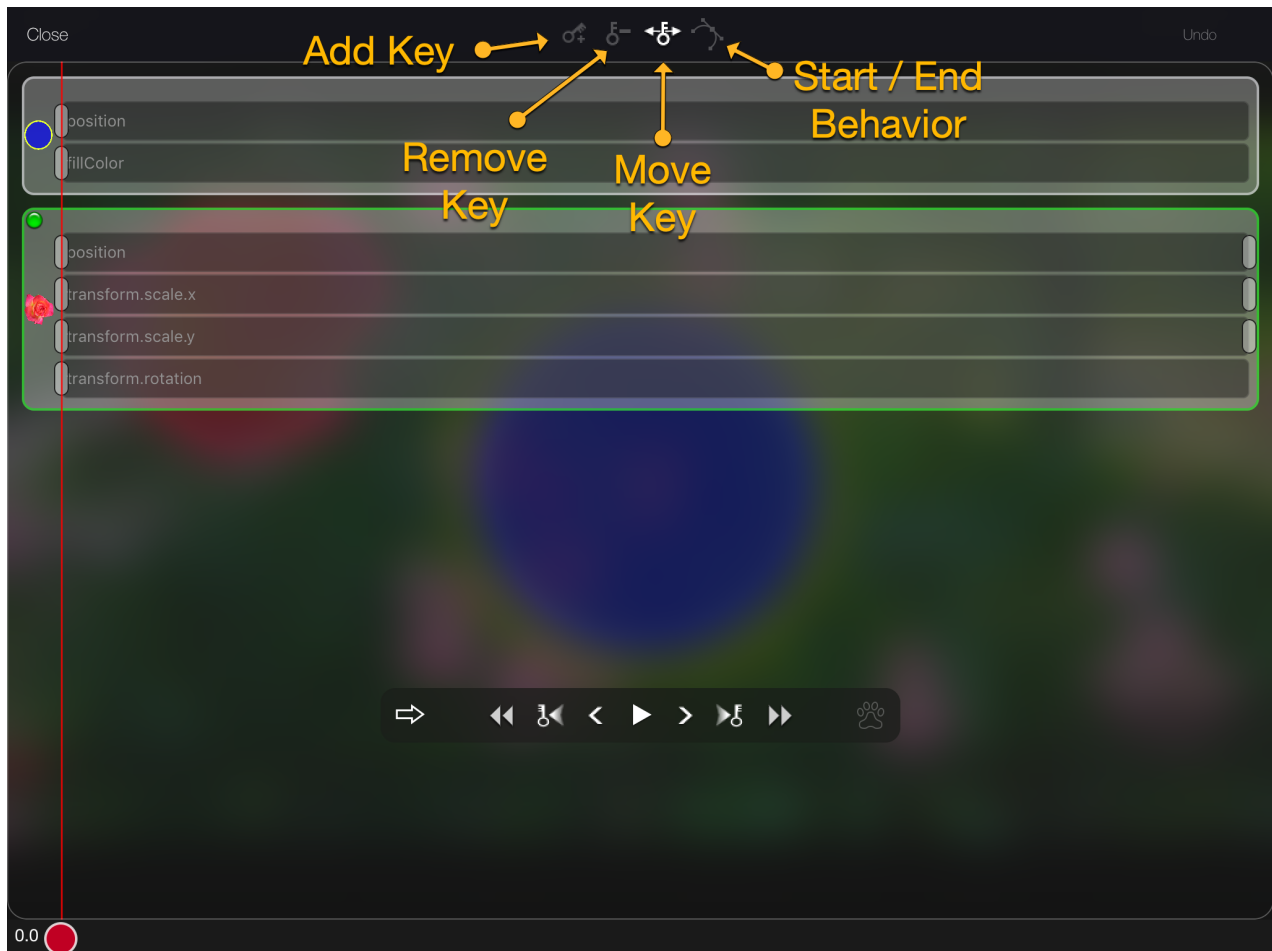 Close
Undo
Add Key
Start / End
Behavior
Remove
Key
Move
Key
position
fillColor
position
transform.scale.x
transform.scale.y
transform.rotation
0.0